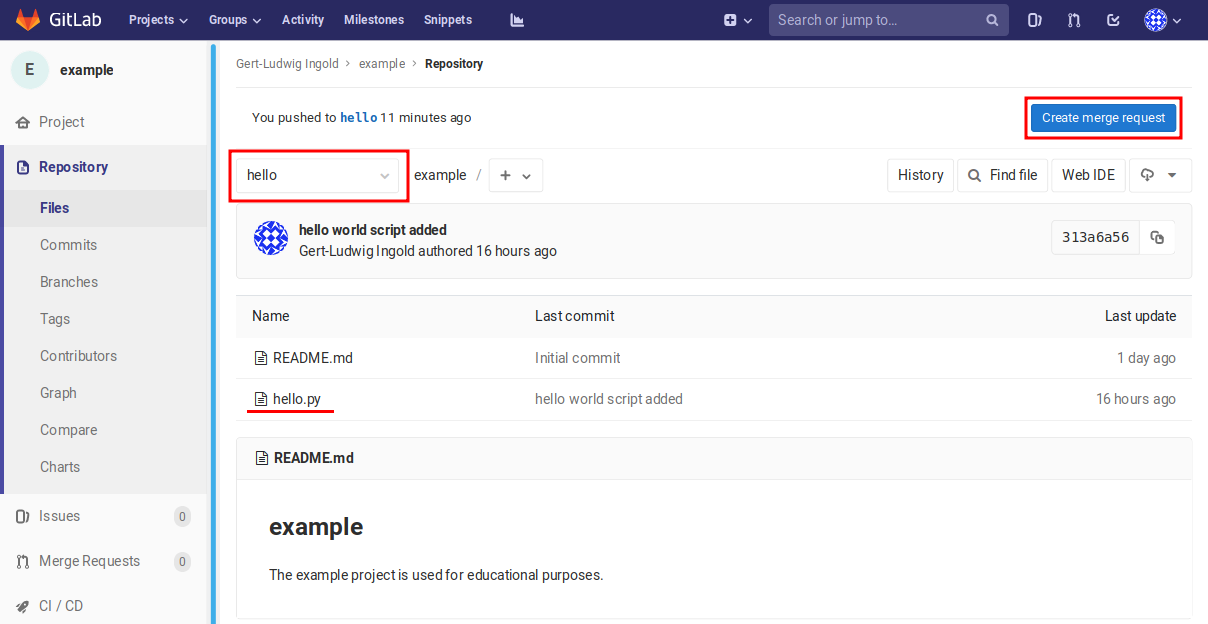 GitLab Projects Groups Activity Milestones Snippets Search or jump to...
E example
Project
Repository
Files
Commits
Branches
Tags
Contributors
Graph
Compare
Charts
Issues 0
Merge Requests 0
CI / CD
Gert-Ludwig Ingold > example > Repository
You pushed to hello 11 minutes ago Create merge request
hello example / + History Find file Web IDE
hello world script added
Gert-Ludwig Ingold authored 16 hours ago 313a6a56
Name Last commit Last update
README.md Initial commit 1 day ago
hello.py hello world script added 16 hours ago
README.md
example
The example project is used for educational purposes.